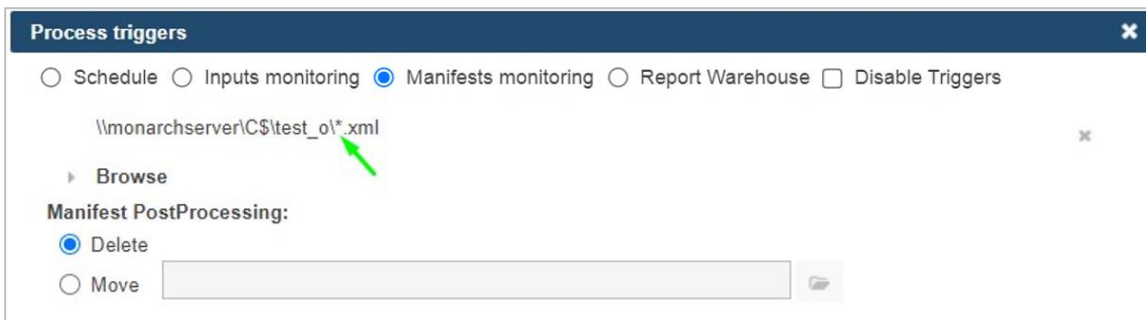 Process triggers
Schedule Inputs monitoring Manifests monitoring Report Warehouse Disable Triggers
\\monarchserver\C$\test_o\*.xml
Browse
Manifest PostProcessing:
Delete
Move